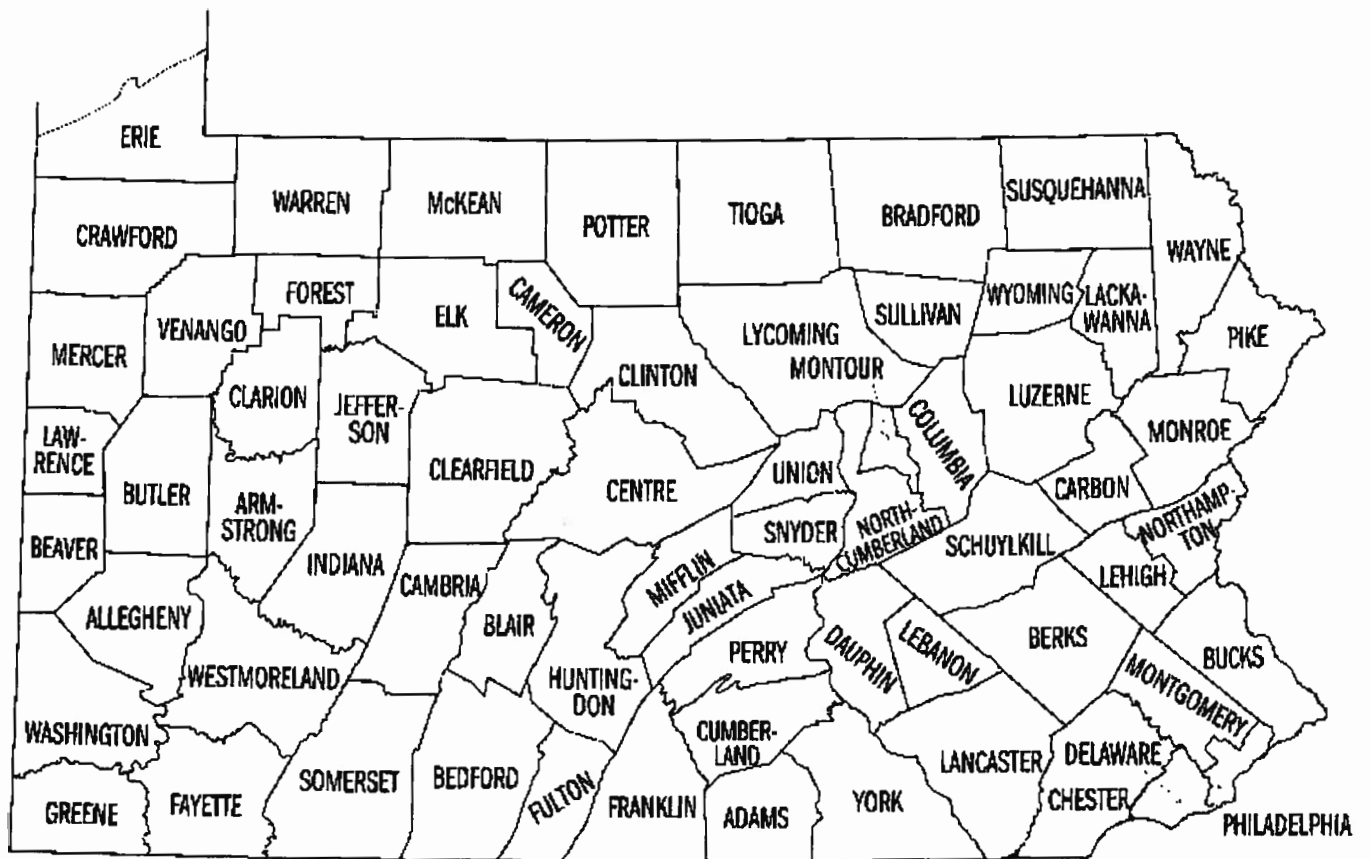 ERIE
WARREN
McKEAN
POTTER
TIOGA
BRADFORD
SUSQUEHANNA
CRAWFORD
WAYNE
FOREST
ELK
CAMERON
WYOMING
LACKA-
WANNA
VENANGO
SULLIVAN
LYCOMING
MONTOUR
MERCER
PIKE
CLARION
JEFFER-
SON
CLINTON
COLUMBIA
LUZERNE
LAW-
RENCE
MONROE
BUTLER
ARM-
STRONG
CLEARFIELD
CENTRE
UNION
CARBON
BEAVER
SNYDER
NORTH-
CUMBERLAND
SCHUYLKILL
NORTHAMP-
TON
INDIANA
CAMBRIA
MIFFLIN
LEHIGH
ALLEGHENY
BLAIR
JUNIATA
BERKS
WESTMORELAND
HUNTING-
DON
PERRY
DAUPHIN
LEBANON
MONTGOMERY
BUCKS
WASHINGTON
CUMBER-
LAND
LANCASTER
DELAWARE
SOMERSET
BEDFORD
FULTON
FRANKLIN
YORK
CHESTER
GREENE
FAYETTE
ADAMS
PHILADELPHIA